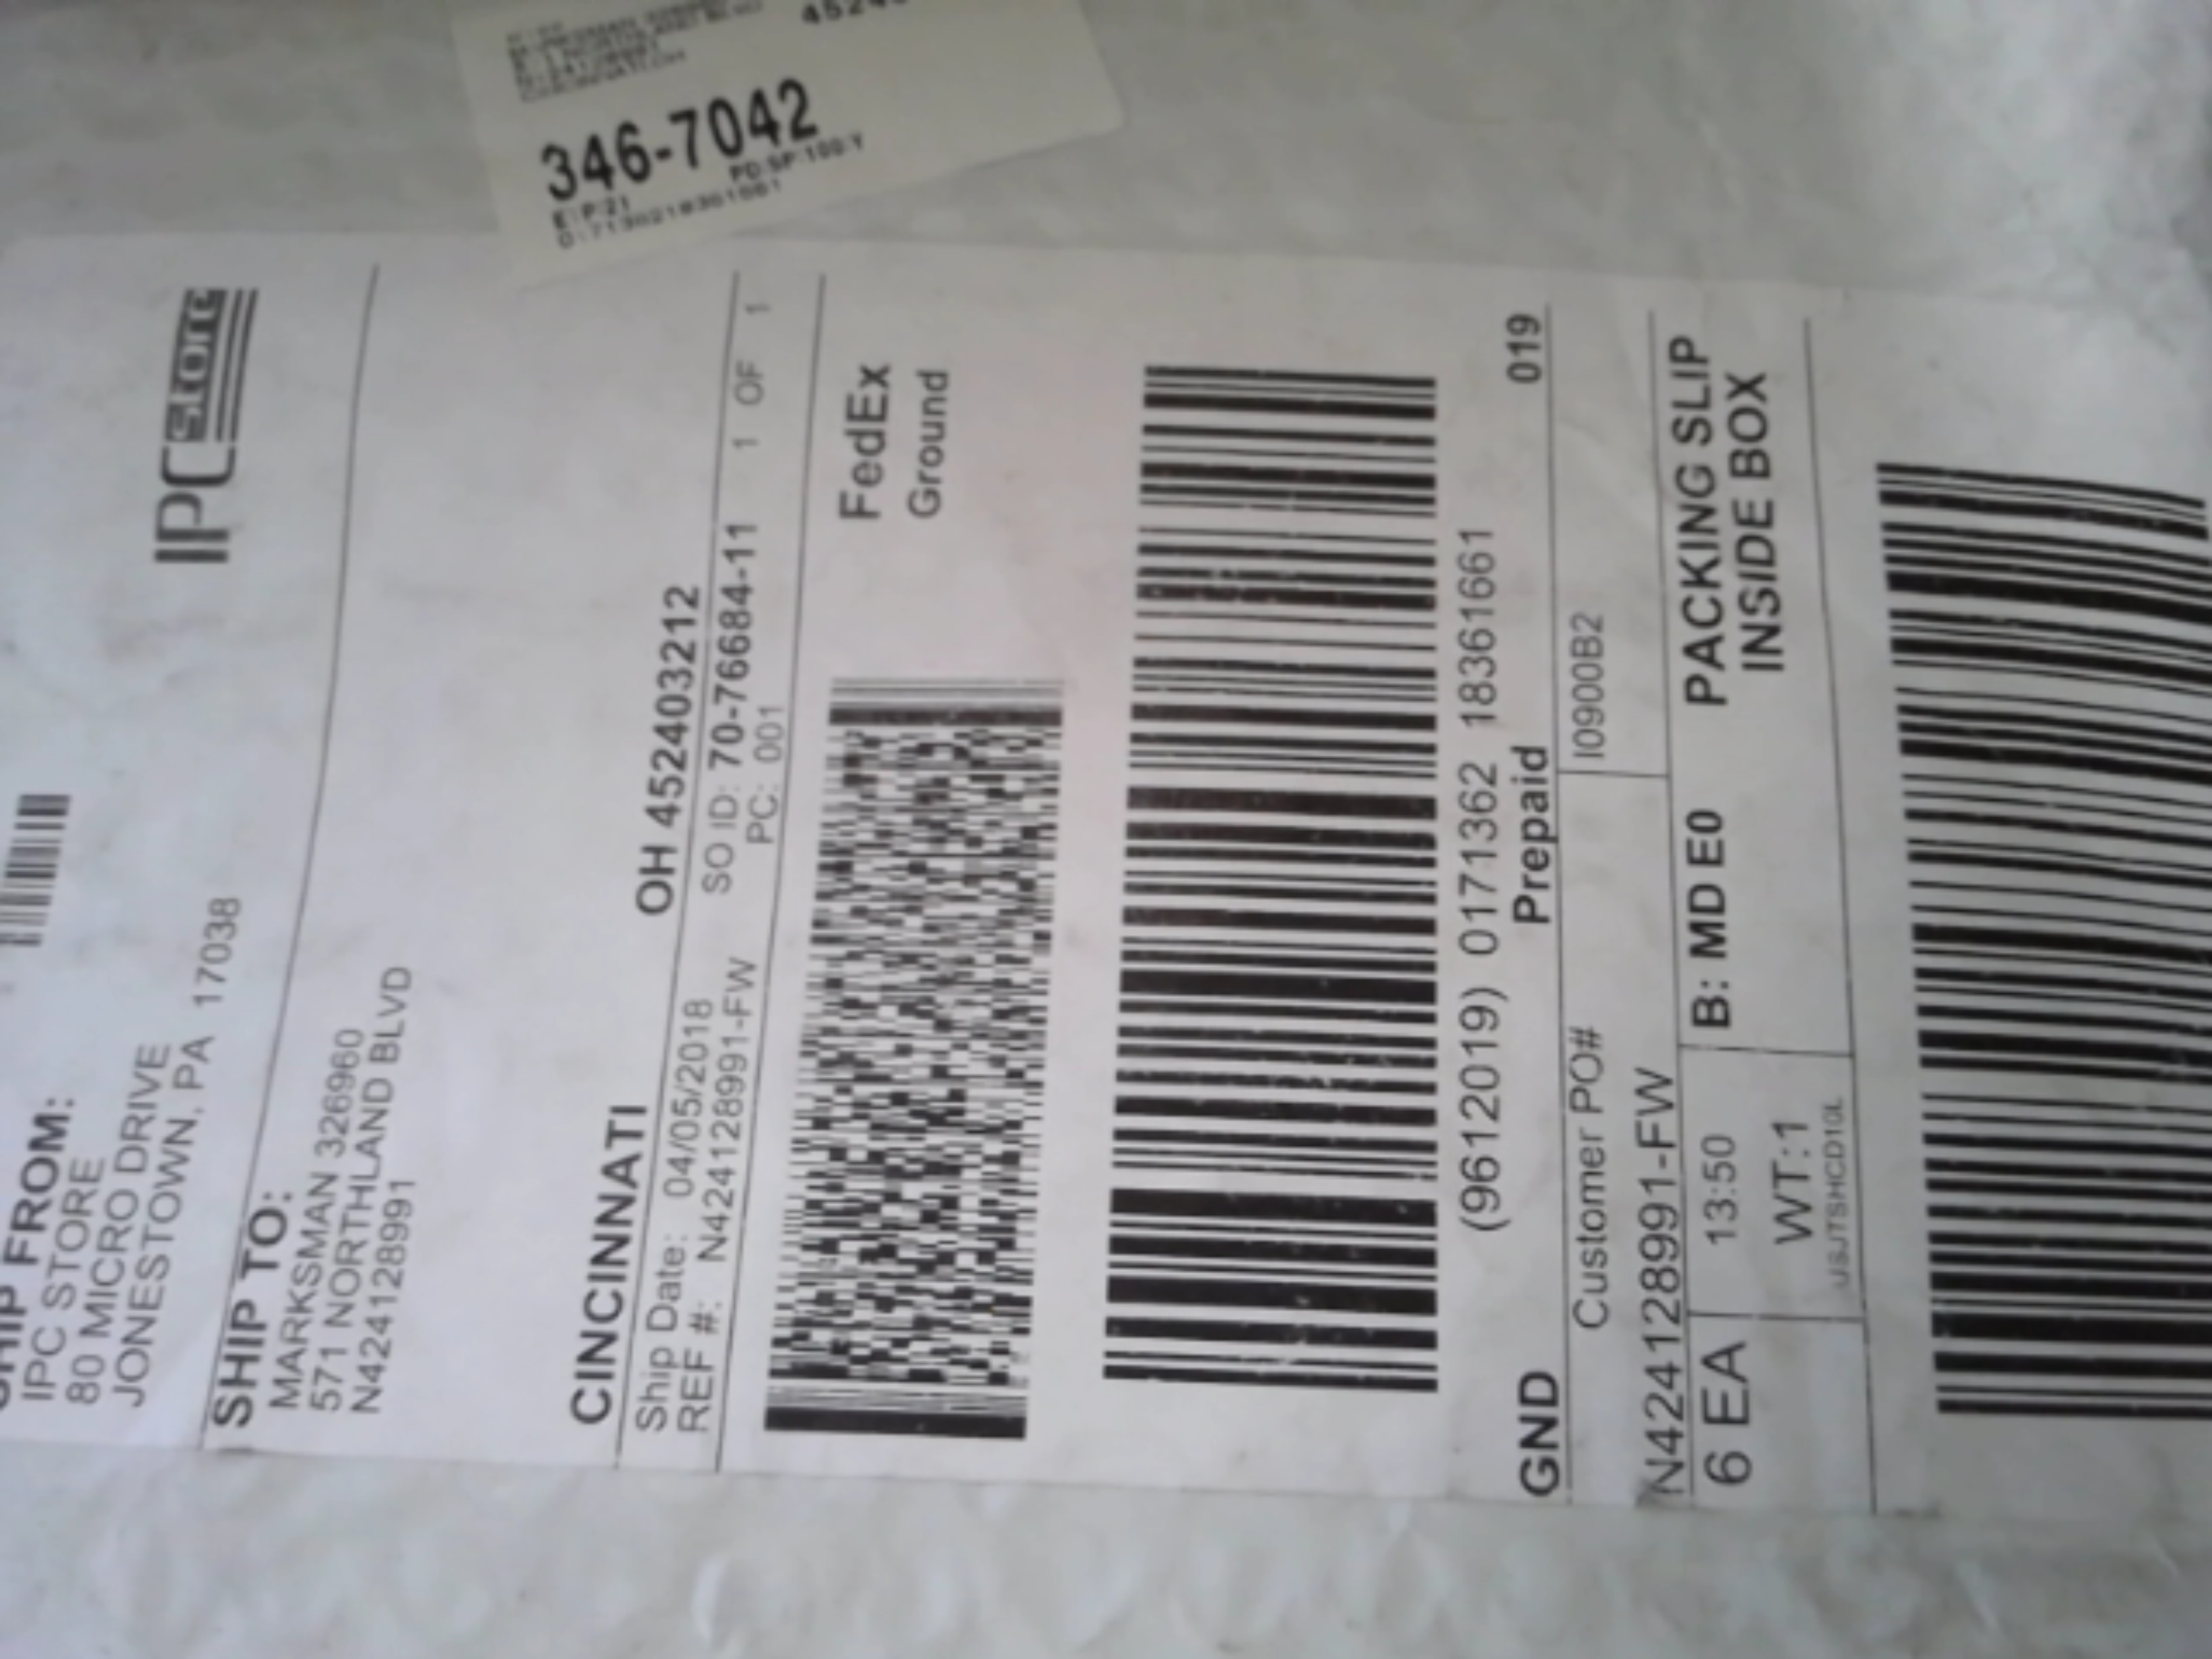 346-7042
SHIP FROM:
IPC STORE
80 MICRO DRIVE
JONESTOWN, PA 17038
IPC STORE
SHIP TO:
MARKSMAN 326960
571 NORTHLAND BLVD
N424128991
CINCINNATI OH 452403212
Ship Date: 04/05/2018 SO ID: 70-76684-11 1 OF 1
REF #: N424128991-FW PC: 001
FedEx
Ground
(9612019) 0171362 18361661
GND Prepaid 019
Customer PO# I0900B2
N424128991-FW
6 EA 13:50 B: MD E0 PACKING SLIP
WT:1 INSIDE BOX
USJTSHCD10L